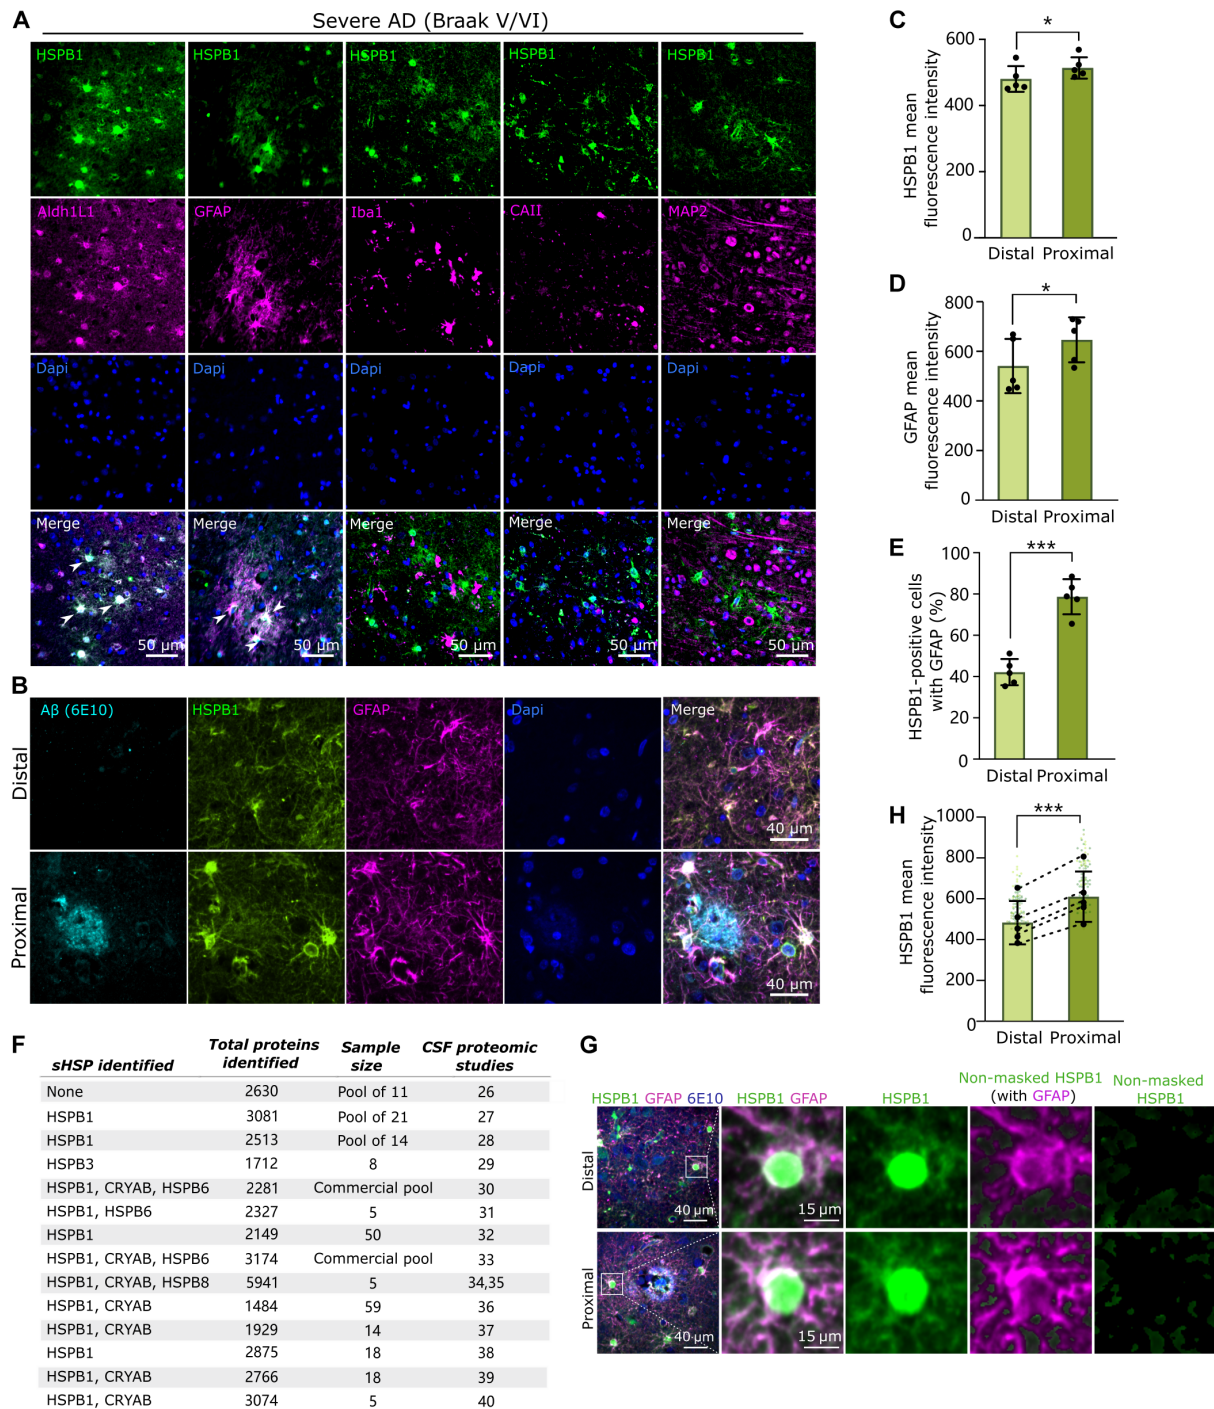 A
Severe AD (Braak V/VI)
HSPB1 HSPB1 HSPB1 HSPB1 HSPB1
Aldh1L1 GFAP Iba1 CAII MAP2
Dapi Dapi Dapi Dapi Dapi
Merge Merge Merge Merge Merge
50 µm 50 µm 50 µm 50 µm 50 µm
B
Aβ (6E10) HSPB1 GFAP Dapi Merge
Distal
40 µm
Proximal
40 µm
C
HSPB1 mean
fluorescence intensity
600
400
200
0
*
Distal Proximal
D
GFAP mean
fluorescence intensity
800
600
400
200
0
*
Distal Proximal
E
HSPB1-positive cells
with GFAP (%)
100
80
60
40
20
0
***
Distal Proximal
H
HSPB1 mean
fluorescence intensity
1000
800
600
400
200
0
***
Distal Proximal
F
sHSP identified Total proteins identified Sample size CSF proteomic studies
None 2630 Pool of 11 26
HSPB1 3081 Pool of 21 27
HSPB1 2513 Pool of 14 28
HSPB3 1712 8 29
HSPB1, CRYAB, HSPB6 2281 Commercial pool 30
HSPB1, HSPB6 2327 5 31
HSPB1 2149 50 32
HSPB1, CRYAB, HSPB6 3174 Commercial pool 33
HSPB1, CRYAB, HSPB8 5941 5 34,35
HSPB1, CRYAB 1484 59 36
HSPB1, CRYAB 1929 14 37
HSPB1 2875 18 38
HSPB1, CRYAB 2766 18 39
HSPB1, CRYAB 3074 5 40
G
HSPB1 GFAP 6E10
HSPB1 GFAP
HSPB1
Non-masked HSPB1
(with GFAP)
Non-masked
HSPB1
Distal
40 µm 15 µm
Proximal
40 µm 15 µm